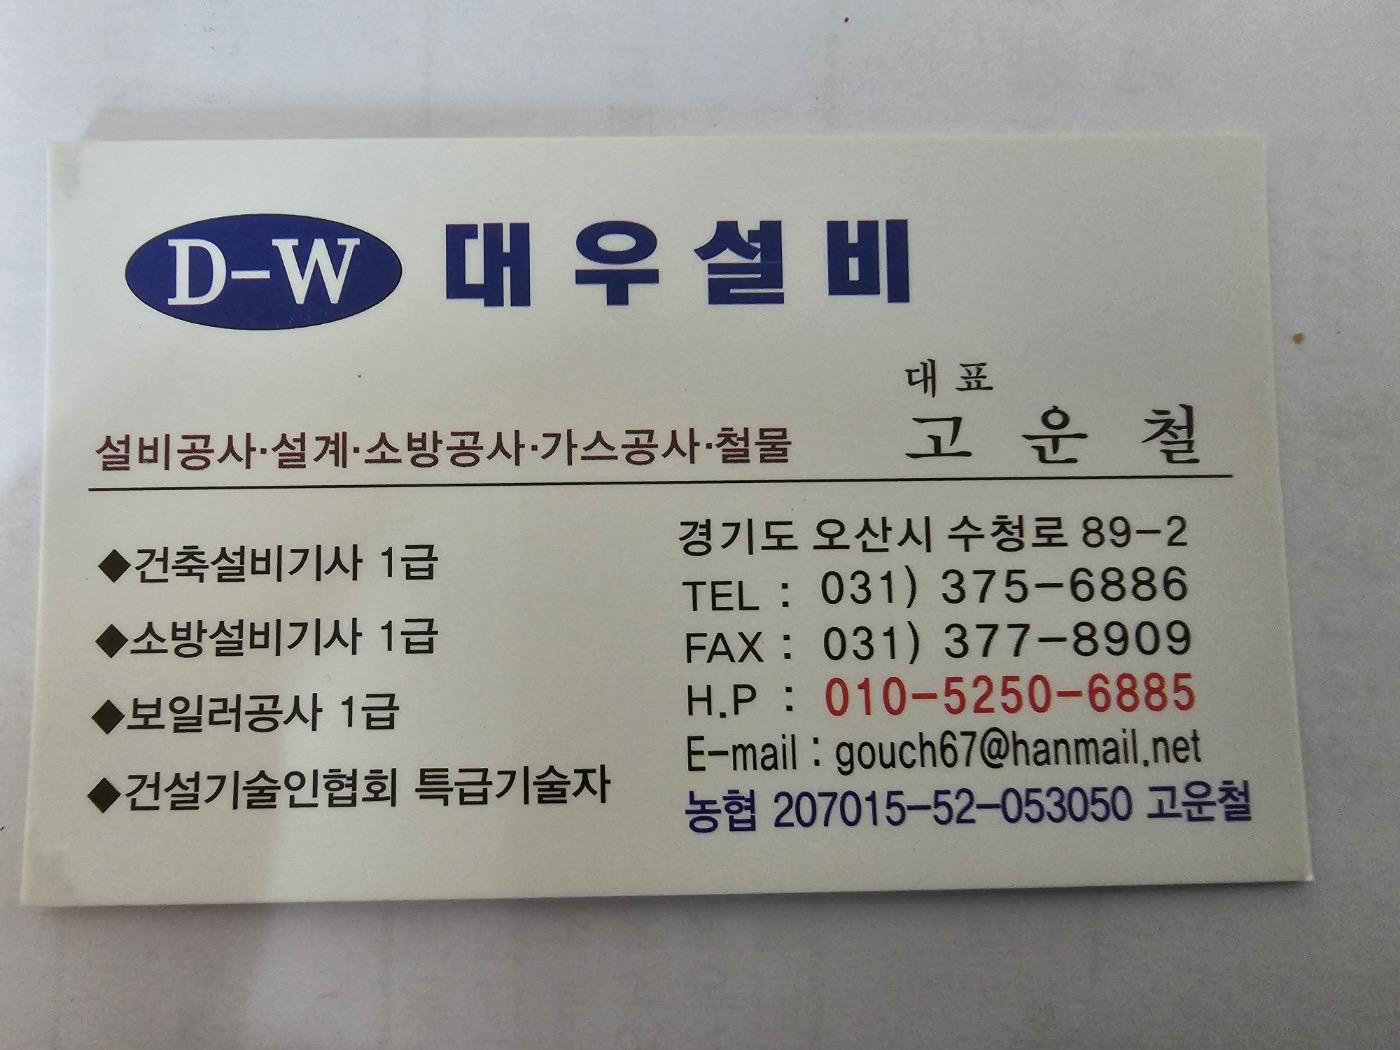 D-W 대우설비
대표
고운철
설비공사·설계·소방공사·가스공사·철물
◆건축설비기사 1급
◆소방설비기사 1급
◆보일러공사 1급
◆건설기술인협회 특급기술자
경기도 오산시 수청로 89-2
TEL : 031) 375-6886
FAX : 031) 377-8909
H.P : 010-5250-6885
E-mail : gouch67@hanmail.net
농협 207015-52-053050 고운철